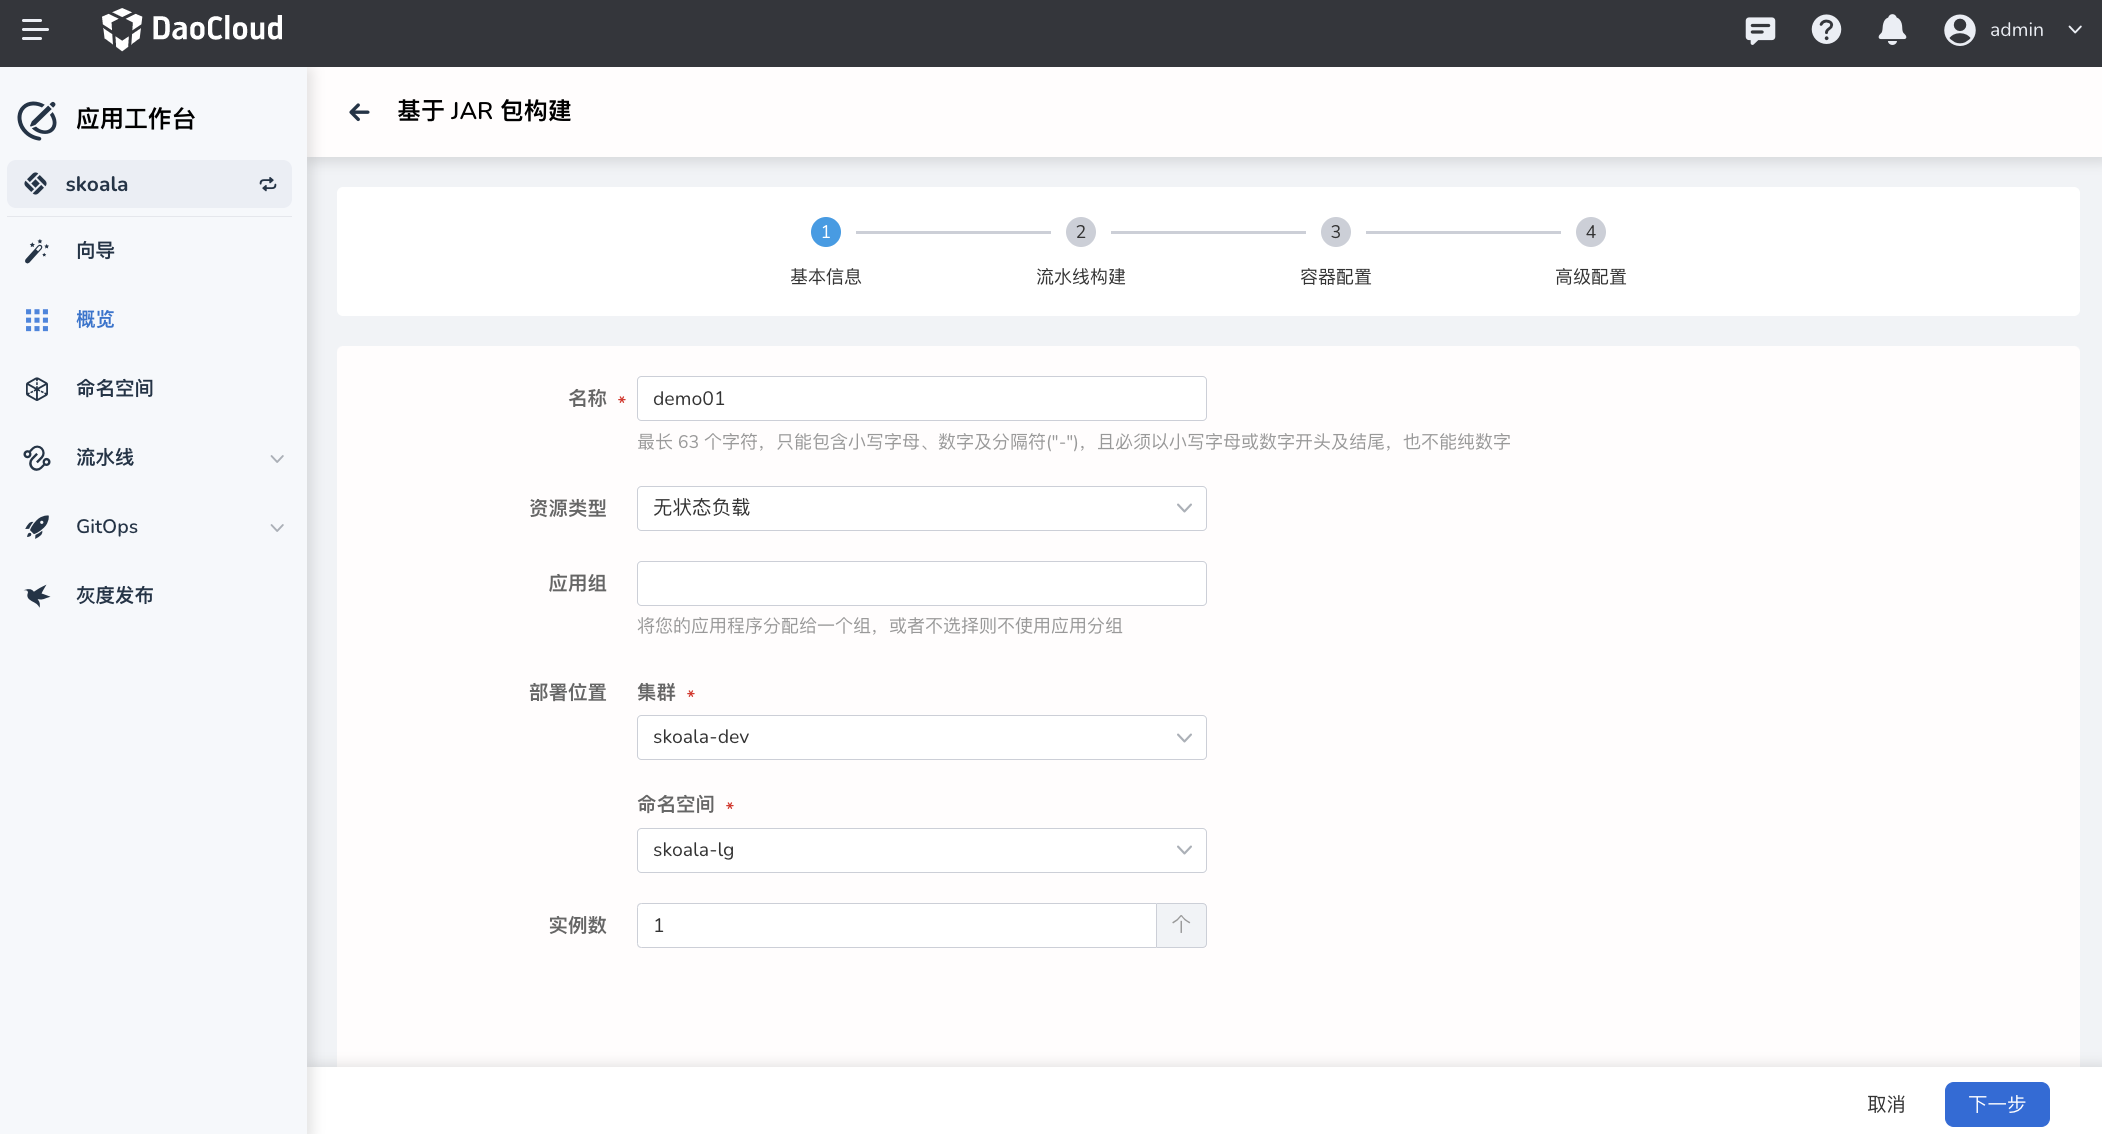 DaoCloud
admin
应用工作台
skoala
向导
概览
命名空间
流水线
GitOps
灰度发布
基于 JAR 包构建
1
2
3
4
基本信息
流水线构建
容器配置
高级配置
名称 *
demo01
最长 63 个字符，只能包含小写字母、数字及分隔符("-")，且必须以小写字母或数字开头及结尾，也不能纯数字
资源类型
无状态负载
应用组
将您的应用程序分配给一个组，或者不选择则不使用应用分组
部署位置
集群 *
skoala-dev
命名空间 *
skoala-lg
实例数
1
个
取消
下一步